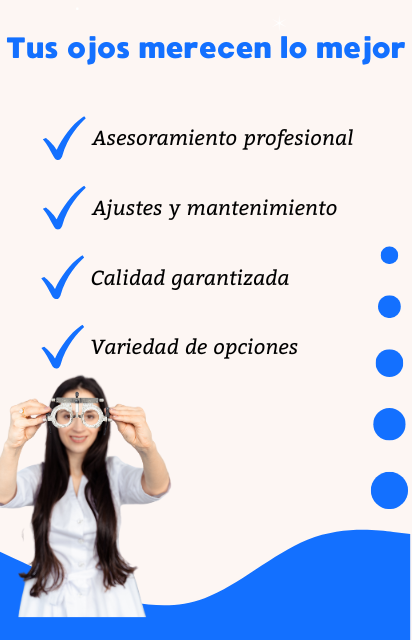 Tus ojos merecen lo mejor
Asesoramiento profesional
Ajustes y mantenimiento
Calidad garantizada
Variedad de opciones